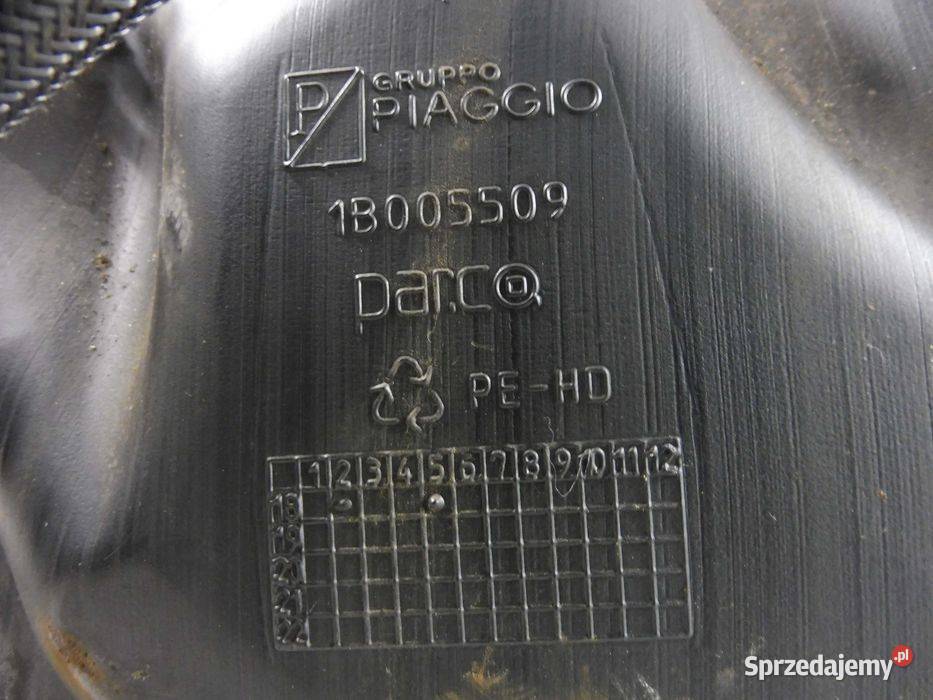 P GRUPPO
PIAGGIO
1B005509
parco
PE-HD
1 2 3 4 5 6 7 8 9 10 11 12
18
19
20
21
22
Sprzedajemy.pl